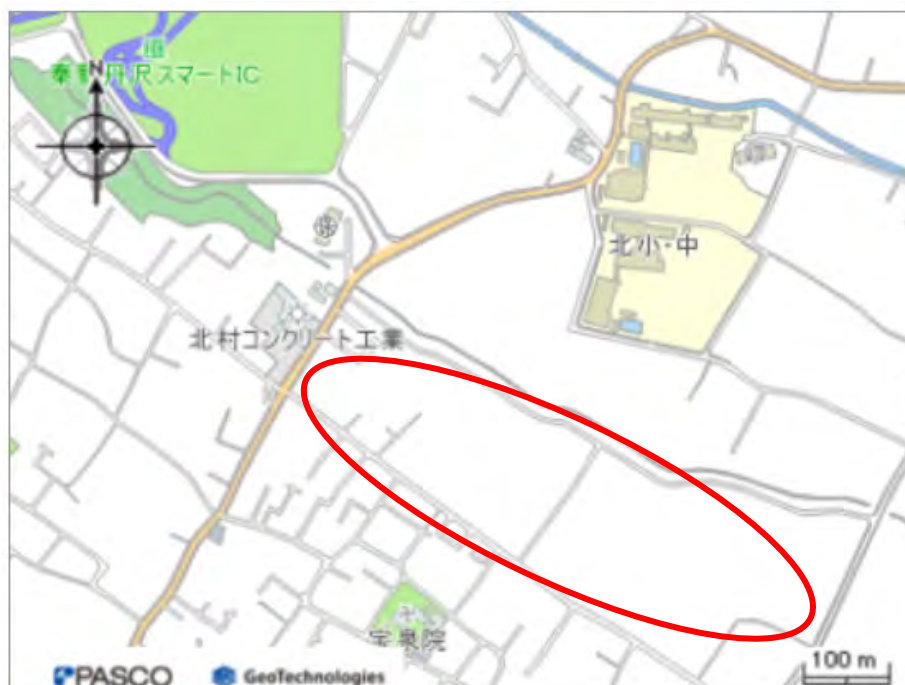 秦野丹沢スマートIC
N
北小・中
北村コンクリート工業
宝泉院
100 m
PASCO
GeoTechnologies